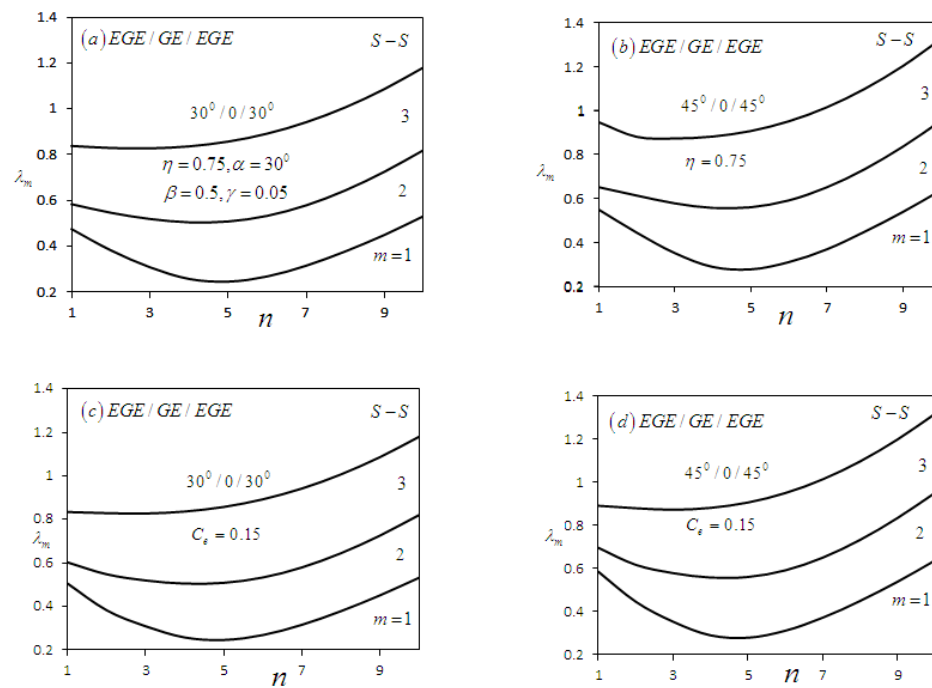 (a) EGE / GE / EGE
S – S
30⁰ / 0 / 30⁰
η = 0.75, α = 30⁰
β = 0.5, γ = 0.05
3
2
m = 1
λₘ
1.4
1.2
1
0.8
0.6
0.4
0.2
1 3 5 7 9
n
(b) EGE / GE / EGE
S – S
45⁰ / 0 / 45⁰
η = 0.75
3
2
m = 1
λₘ
1.4
1.2
1
0.8
0.6
0.4
0.2
1 3 5 7 9
n
(c) EGE / GE / EGE
S – S
30⁰ / 0 / 30⁰
Cₑ = 0.15
3
2
m = 1
λₘ
1.4
1.2
1
0.8
0.6
0.4
0.2
1 3 5 7 9
n
(d) EGE / GE / EGE
S – S
45⁰ / 0 / 45⁰
Cₑ = 0.15
3
2
m = 1
λₘ
1.4
1.2
1
0.8
0.6
0.4
0.2
1 3 5 7 9
n